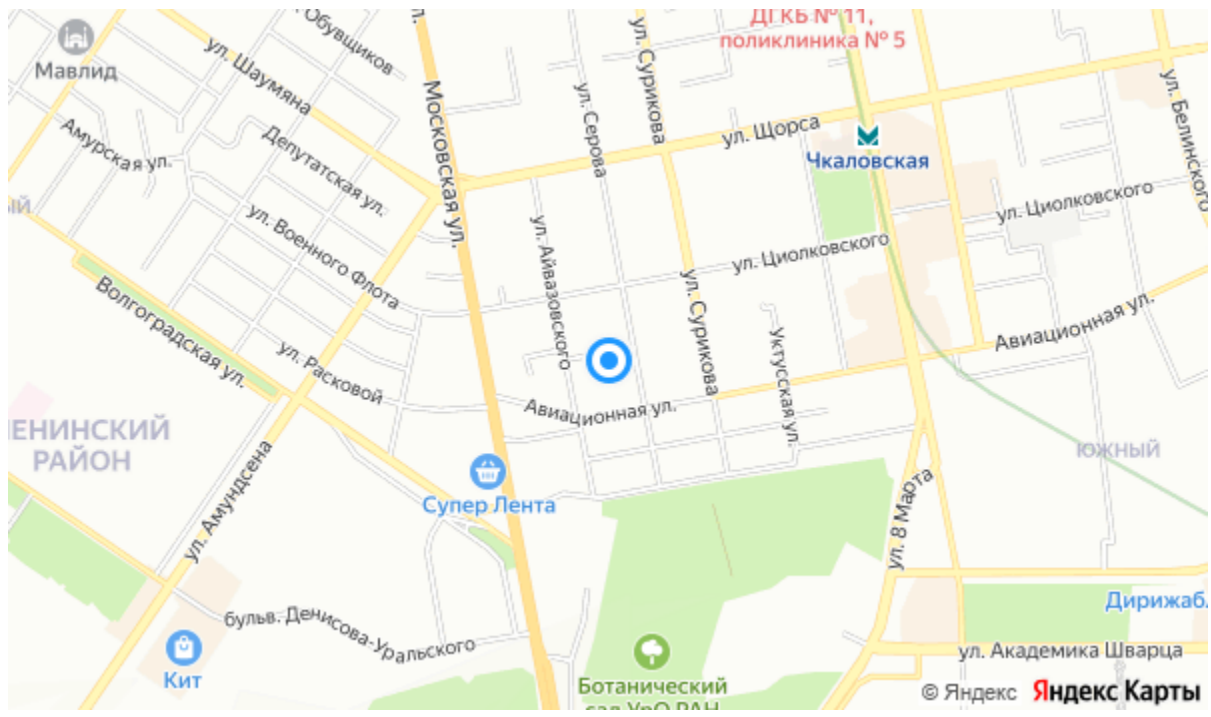 ДГКБ № 11,
поликлиника № 5
Обувщиков
ул.
Мавлид
ул. Шаумяна
Московская ул.
ул. Серова
ул. Сурикова
ул. Щорса
ул. Белинского
Чкаловская
Амурская ул.
Депутатская ул.
ЫЙ
ул. Военного Флота
ул. Айвазовского
ул. Циолковского
ул. Циолковского
Волгоградская ул.
ул. Расковой
ул. Сурикова
Уктусская ул.
Авиационная ул.
Авиационная ул.
ЕНИНСКИЙ
РАЙОН
ул. Амундсена
Супер Лента
ЮЖНЫЙ
ул. 8 Марта
бульв. Денисова-Уральского
Кит
Дирижабл
ул. Академика Шварца
Ботанический
сад УрО РАН
© Яндекс Яндекс Карты